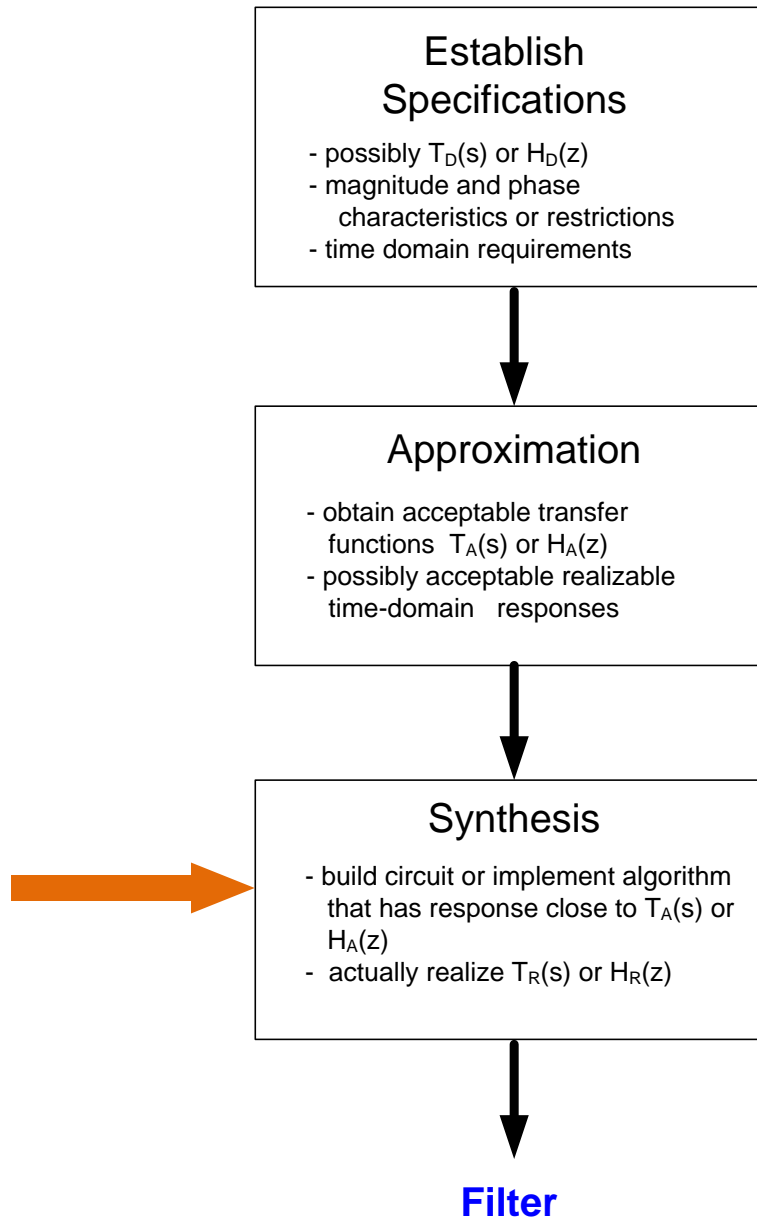 Establish
Specifications
- possibly T_D(s) or H_D(z)
- magnitude and phase
characteristics or restrictions
- time domain requirements
Approximation
- obtain acceptable transfer
functions T_A(s) or H_A(z)
- possibly acceptable realizable
time-domain responses
Synthesis
- build circuit or implement algorithm
that has response close to T_A(s) or
H_A(z)
- actually realize T_R(s) or H_R(z)
Filter